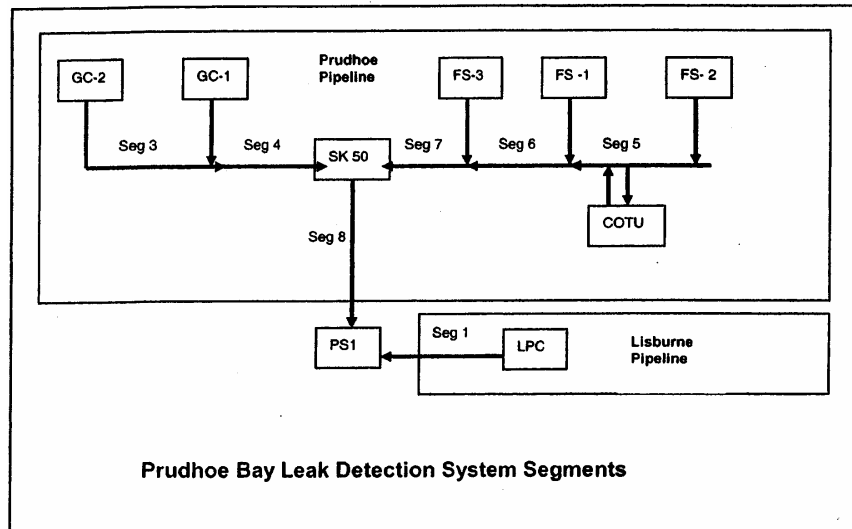 Prudhoe
Pipeline
GC-2
GC-1
FS-3
FS -1
FS- 2
Seg 3
Seg 4
SK 50
Seg 7
Seg 6
Seg 5
COTU
Seg 8
PS1
Seg 1
LPC
Lisburne
Pipeline
Prudhoe Bay Leak Detection System Segments